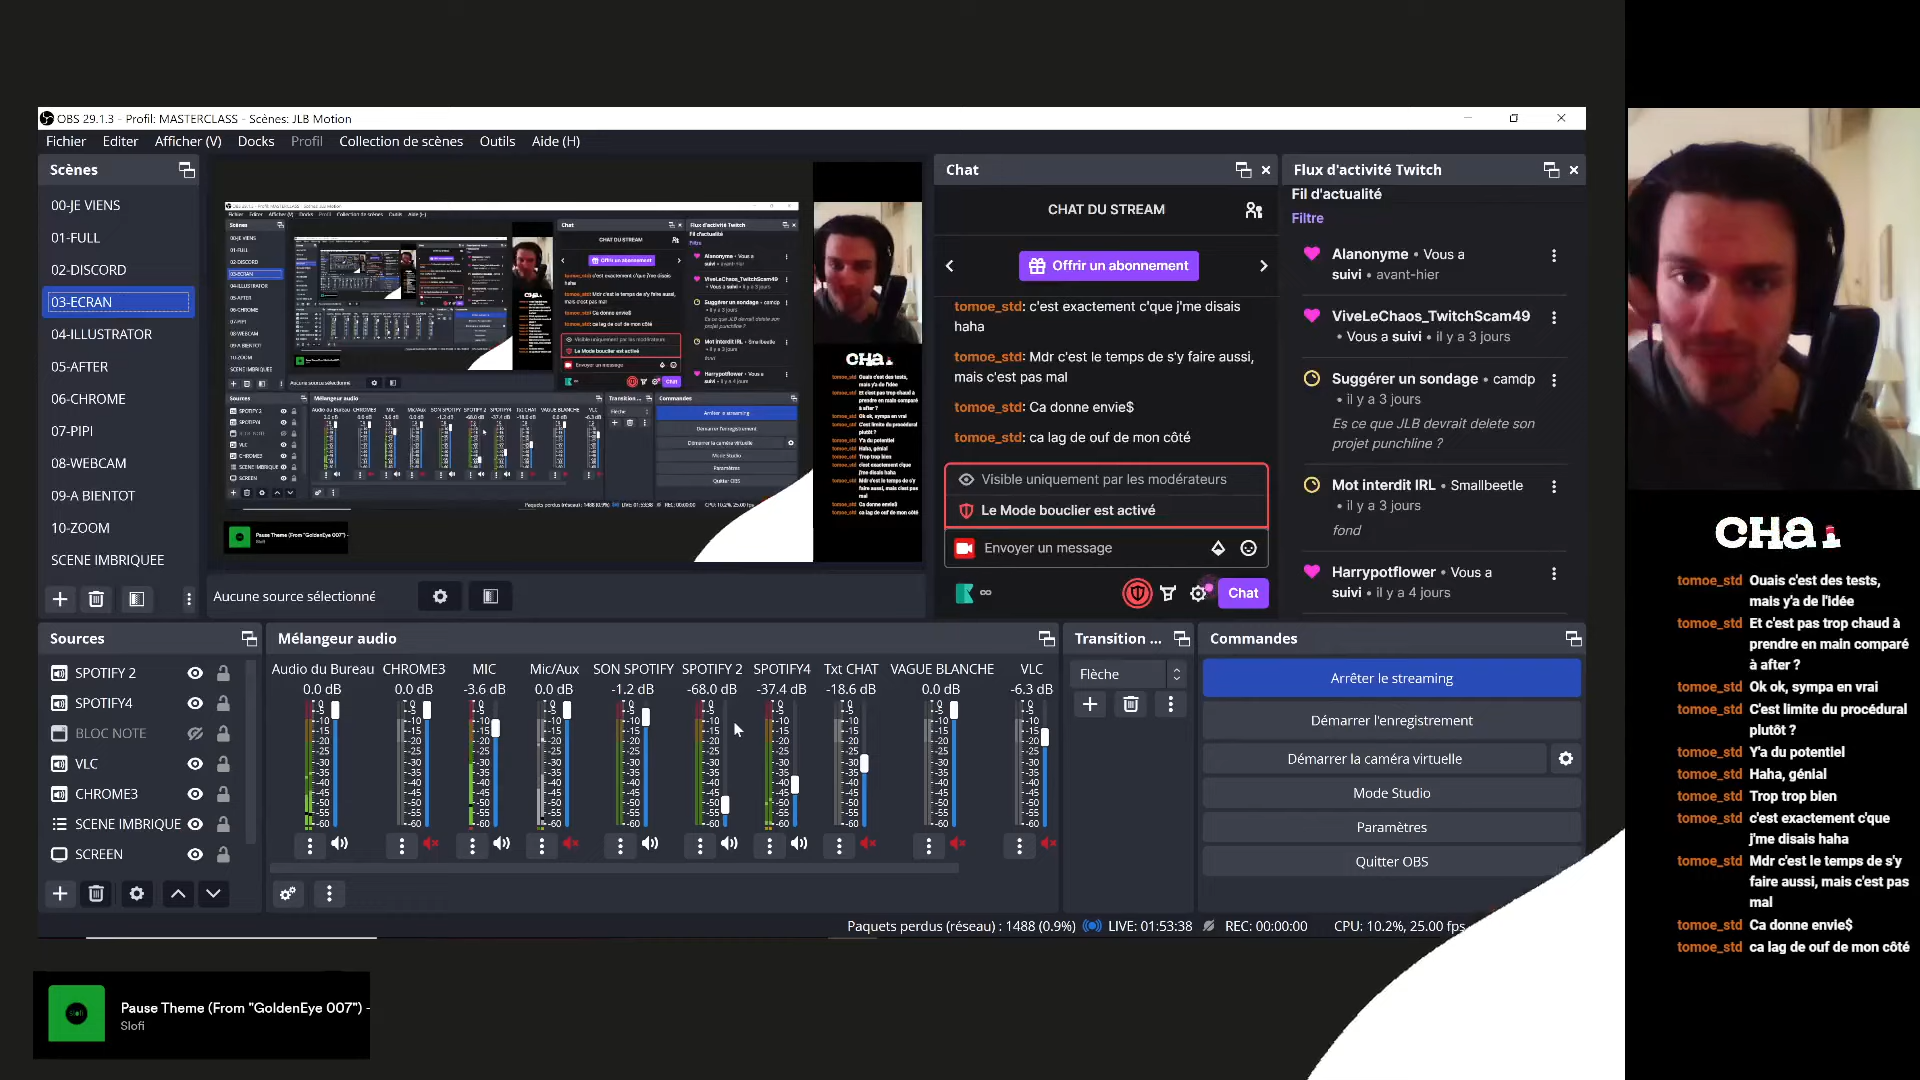 OBS 29.1.3 - Profil: MASTERCLASS - Scènes: JLB Motion
Fichier Editer Afficher (V) Docks Profil Collection de scènes Outils Aide (H)
Scènes
00-JE VIENS
01-FULL
02-DISCORD
03-ECRAN
04-ILLUSTRATOR
05-AFTER
06-CHROME
07-PIPI
08-WEBCAM
09-A BIENTOT
10-ZOOM
SCENE IMBRIQUEE
Aucune source sélectionné
Chat
CHAT DU STREAM
Offrir un abonnement
tomoe_std: c'est exactement c'que j'me disais
haha
tomoe_std: Mdr c'est le temps de s'y faire aussi,
mais c'est pas mal
tomoe_std: Ca donne envie$
tomoe_std: ca lag de ouf de mon côté
Visible uniquement par les modérateurs
Le Mode bouclier est activé
Envoyer un message
∞
Chat
Flux d'activité Twitch
Fil d'actualité
Filtre
Alanonyme • Vous a
suivi • avant-hier
ViveLeChaos_TwitchScam49
• Vous a suivi • il y a 3 jours
Suggérer un sondage • camdp
• il y a 3 jours
Es ce que JLB devrait delete son
projet punchline ?
Mot interdit IRL • Smallbeetle
• il y a 3 jours
fond
Harrypotflower • Vous a
suivi • il y a 4 jours
Sources
SPOTIFY 2
SPOTIFY4
BLOC NOTE
VLC
CHROME3
SCENE IMBRIQUE
SCREEN
Mélangeur audio
Audio du Bureau CHROME3 MIC Mic/Aux SON SPOTIFY SPOTIFY 2 SPOTIFY4 Txt CHAT VAGUE BLANCHE VLC
0.0 dB 0.0 dB -3.6 dB 0.0 dB -1.2 dB -68.0 dB -37.4 dB -18.6 dB 0.0 dB -6.3 dB
Transition ...
Flèche
Commandes
Arrêter le streaming
Démarrer l'enregistrement
Démarrer la caméra virtuelle
Mode Studio
Paramètres
Quitter OBS
Paquets perdus (réseau) : 1488 (0.9%) LIVE: 01:53:38 REC: 00:00:00 CPU: 10.2%, 25.00 fps
Pause Theme (From "GoldenEye 007") -
Slofi
CHAT
tomoe_std Ouais c'est des tests,
mais y'a de l'idée
tomoe_std Et c'est pas trop chaud à
prendre en main comparé
à after ?
tomoe_std Ok ok, sympa en vrai
tomoe_std C'est limite du procédural
plutôt ?
tomoe_std Y'a du potentiel
tomoe_std Haha, génial
tomoe_std Trop trop bien
tomoe_std c'est exactement c'que
j'me disais haha
tomoe_std Mdr c'est le temps de s'y
faire aussi, mais c'est pas
mal
tomoe_std Ca donne envie$
tomoe_std ca lag de ouf de mon côté